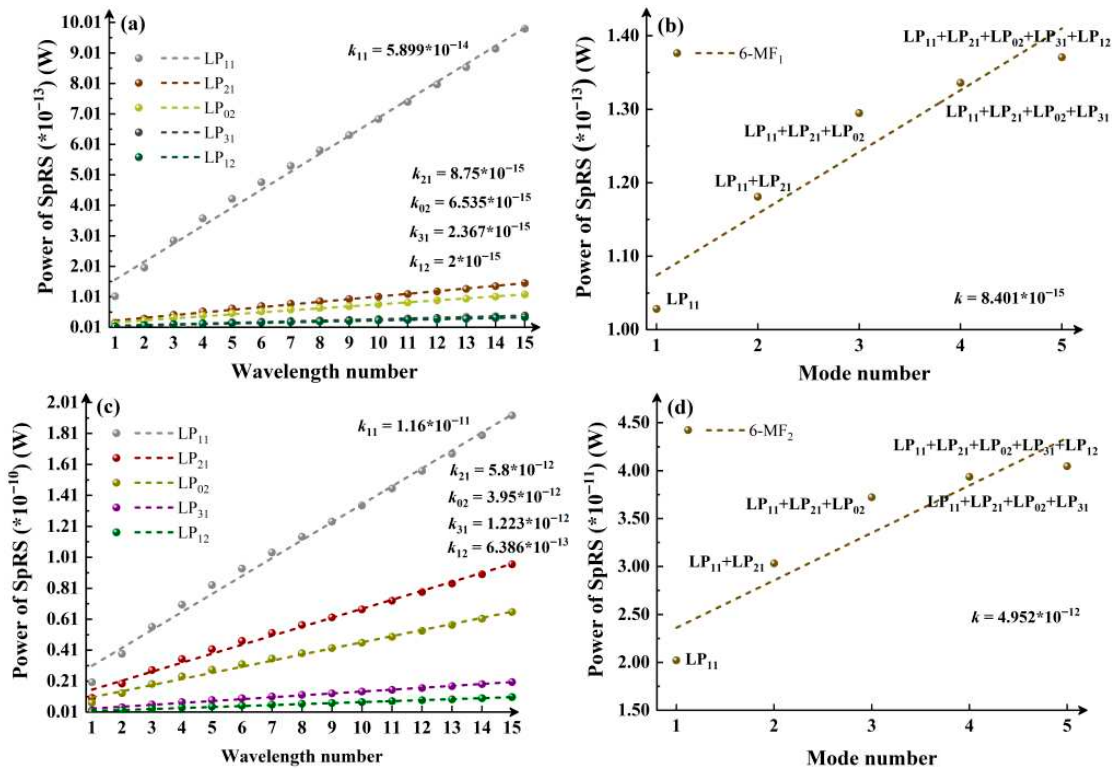 (a)
Power of SpRS (*10⁻¹³) (W)
10.01
9.01
8.01
7.01
6.01
5.01
4.01
3.01
2.01
1.01
0.01
LP₁₁
LP₂₁
LP₀₂
LP₃₁
LP₁₂
k₁₁ = 5.899*10⁻¹⁴
k₂₁ = 8.75*10⁻¹⁵
k₀₂ = 6.535*10⁻¹⁵
k₃₁ = 2.367*10⁻¹⁵
k₁₂ = 2*10⁻¹⁵
1 2 3 4 5 6 7 8 9 10 11 12 13 14 15
Wavelength number
(b)
Power of SpRS (*10⁻¹³) (W)
1.40
1.30
1.20
1.10
1.00
6-MF₁
LP₁₁+LP₂₁+LP₀₂+LP₃₁+LP₁₂
LP₁₁+LP₂₁+LP₀₂+LP₃₁
LP₁₁+LP₂₁+LP₀₂
LP₁₁+LP₂₁
LP₁₁
k = 8.401*10⁻¹⁵
1 2 3 4 5
Mode number
(c)
Power of SpRS (*10⁻¹⁰) (W)
2.01
1.81
1.61
1.41
1.21
1.01
0.81
0.61
0.41
0.21
0.01
LP₁₁
LP₂₁
LP₀₂
LP₃₁
LP₁₂
k₁₁ = 1.16*10⁻¹¹
k₂₁ = 5.8*10⁻¹²
k₀₂ = 3.95*10⁻¹²
k₃₁ = 1.223*10⁻¹²
k₁₂ = 6.386*10⁻¹³
1 2 3 4 5 6 7 8 9 10 11 12 13 14 15
Wavelength number
(d)
Power of SpRS (*10⁻¹¹) (W)
4.50
4.00
3.75
3.00
2.50
2.00
1.50
6-MF₂
LP₁₁+LP₂₁+LP₀₂+LP₃₁+LP₁₂
LP₁₁+LP₂₁+LP₀₂
LP₁₁+LP₂₁+LP₀₂+LP₃₁
LP₁₁+LP₂₁
LP₁₁
k = 4.952*10⁻¹²
1 2 3 4 5
Mode number